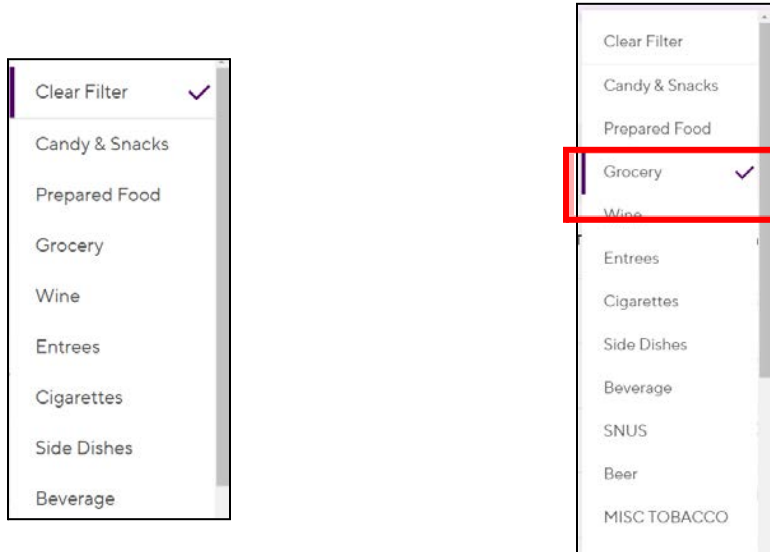 Clear Filter
Candy & Snacks
Prepared Food
Grocery
Wine
Entrees
Cigarettes
Side Dishes
Beverage
Clear Filter
Candy & Snacks
Prepared Food
Grocery
Wine
Entrees
Cigarettes
Side Dishes
Beverage
SNUS
Beer
MISC TOBACCO